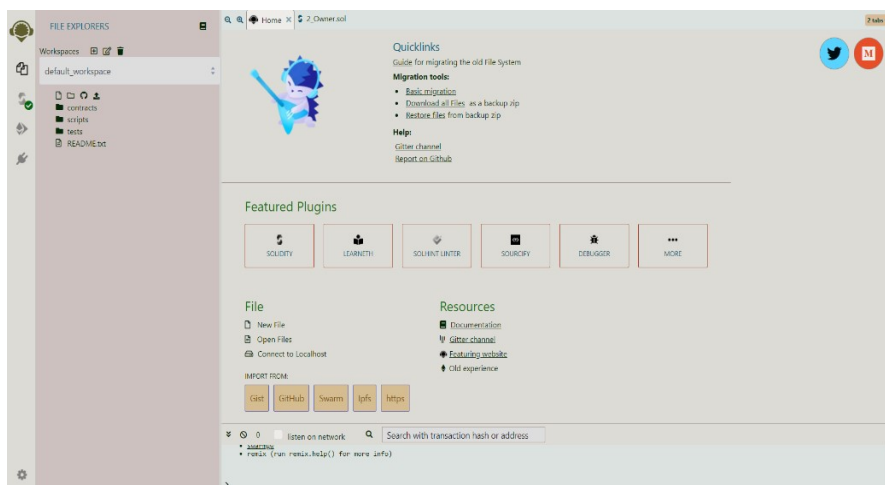 FILE EXPLORERS
Workspaces
default_workspace
contracts
scripts
tests
README.txt
Home × 2_Owner.sol
2 tabs
Quicklinks
Guide for migrating the old File System
Migration tools:
• Basic migration
• Download all Files as a backup zip
• Restore files from backup zip
Help:
Gitter channel
Report on Github
M
Featured Plugins
SOLIDITY
LEARNETH
SOLHINT LINTER
SOURCIFY
DEBUGGER
MORE
File
New File
Open Files
Connect to Localhost
IMPORT FROM:
Gist GitHub Swarm Ipfs https
Resources
Documentation
Gitter channel
Featuring website
Old experience
0 listen on network Search with transaction hash or address
• swarmgw
• remix (run remix.help() for more info)
>